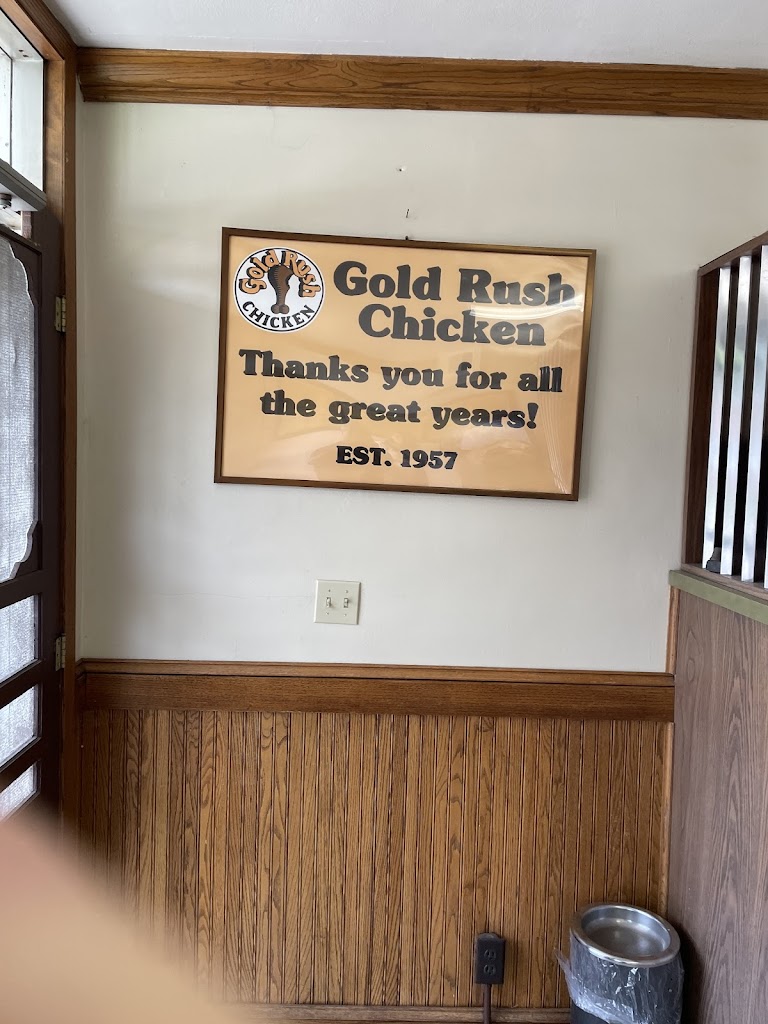 Gold Rush
CHICKEN
Gold Rush
Chicken
Thanks you for all
the great years!
EST. 1957